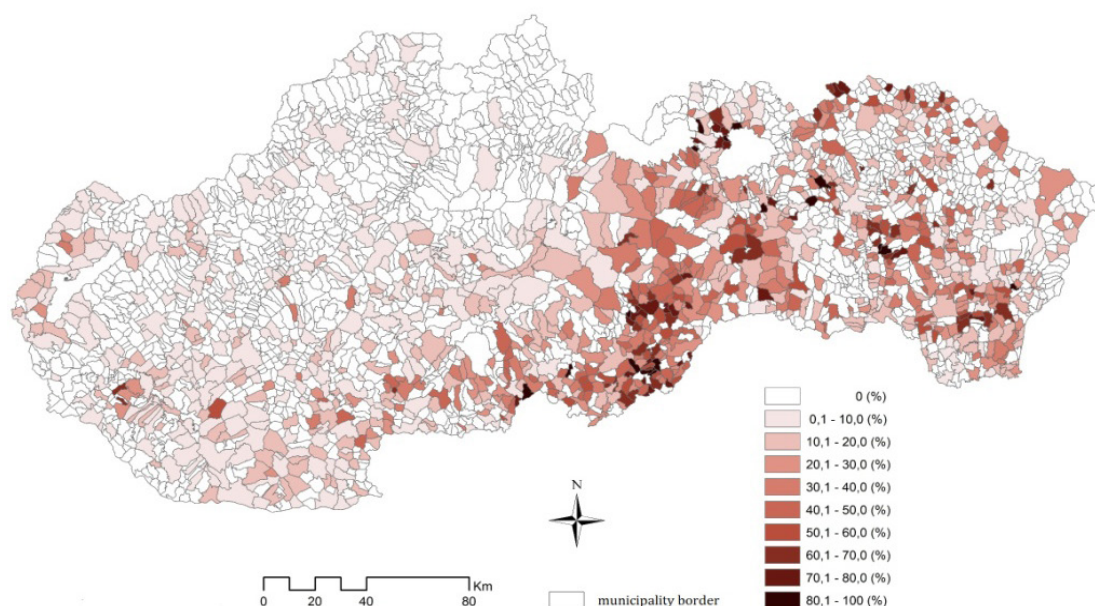 0 (%)
0,1 - 10,0 (%)
10,1 - 20,0 (%)
20,1 - 30,0 (%)
30,1 - 40,0 (%)
40,1 - 50,0 (%)
50,1 - 60,0 (%)
60,1 - 70,0 (%)
70,1 - 80,0 (%)
80,1 - 100 (%)
N
Km
0 20 40 80
municipality border